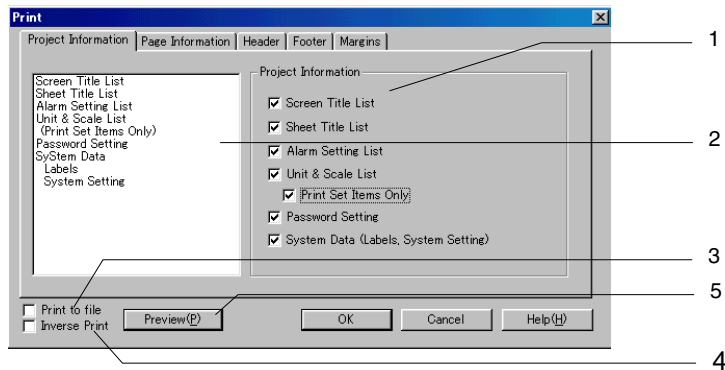 Print
Project Information Page Information Header Footer Margins
1
Screen Title List
Sheet Title List
Alarm Setting List
Unit & Scale List
(Print Set Items Only)
Password Setting
SyStem Data
Labels
System Setting
2
Project Information
Screen Title List
Sheet Title List
Alarm Setting List
Unit & Scale List
Print Set Items Only
Password Setting
System Data (Labels, System Setting)
3
5
Print to file
Inverse Print
Preview(P)
OK
Cancel
Help(H)
4